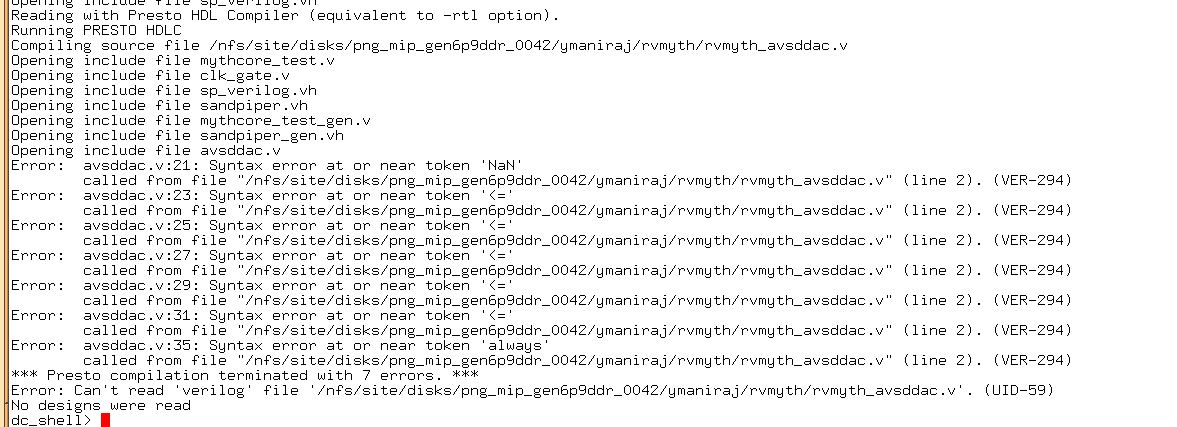 Opening include file sp_verilog.vh
Reading with Presto HDL Compiler (equivalent to -rtl option).
Running PRESTO HDLC
Compiling source file /nfs/site/disks/png_mip_gen6p9ddr_0042/ymaniraj/rvmyth/rvmyth_avsddac.v
Opening include file mythcore_test.v
Opening include file clk_gate.v
Opening include file sp_verilog.vh
Opening include file sandpiper.vh
Opening include file mythcore_test_gen.v
Opening include file sandpiper_gen.vh
Opening include file avsddac.v
Error:  avsddac.v:21: Syntax error at or near token 'NaN'
        called from file "/nfs/site/disks/png_mip_gen6p9ddr_0042/ymaniraj/rvmyth/rvmyth_avsddac.v" (line 2). (VER-294)
Error:  avsddac.v:23: Syntax error at or near token '<='
        called from file "/nfs/site/disks/png_mip_gen6p9ddr_0042/ymaniraj/rvmyth/rvmyth_avsddac.v" (line 2). (VER-294)
Error:  avsddac.v:25: Syntax error at or near token '<='
        called from file "/nfs/site/disks/png_mip_gen6p9ddr_0042/ymaniraj/rvmyth/rvmyth_avsddac.v" (line 2). (VER-294)
Error:  avsddac.v:27: Syntax error at or near token '<='
        called from file "/nfs/site/disks/png_mip_gen6p9ddr_0042/ymaniraj/rvmyth/rvmyth_avsddac.v" (line 2). (VER-294)
Error:  avsddac.v:29: Syntax error at or near token '<='
        called from file "/nfs/site/disks/png_mip_gen6p9ddr_0042/ymaniraj/rvmyth/rvmyth_avsddac.v" (line 2). (VER-294)
Error:  avsddac.v:31: Syntax error at or near token '<='
        called from file "/nfs/site/disks/png_mip_gen6p9ddr_0042/ymaniraj/rvmyth/rvmyth_avsddac.v" (line 2). (VER-294)
Error:  avsddac.v:35: Syntax error at or near token 'always'
        called from file "/nfs/site/disks/png_mip_gen6p9ddr_0042/ymaniraj/rvmyth/rvmyth_avsddac.v" (line 2). (VER-294)
*** Presto compilation terminated with 7 errors. ***
Error: Can't read 'verilog' file '/nfs/site/disks/png_mip_gen6p9ddr_0042/ymaniraj/rvmyth/rvmyth_avsddac.v'. (UID-59)
No designs were read
dc_shell>